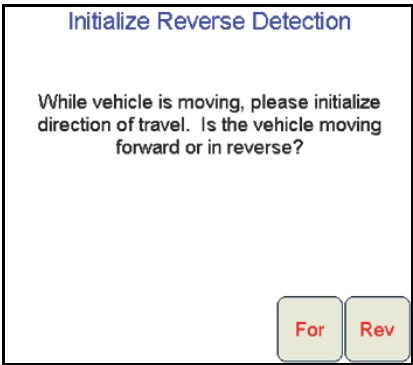 Initialize Reverse Detection
While vehicle is moving, please initialize
direction of travel.  Is the vehicle moving
forward or in reverse?
For Rev